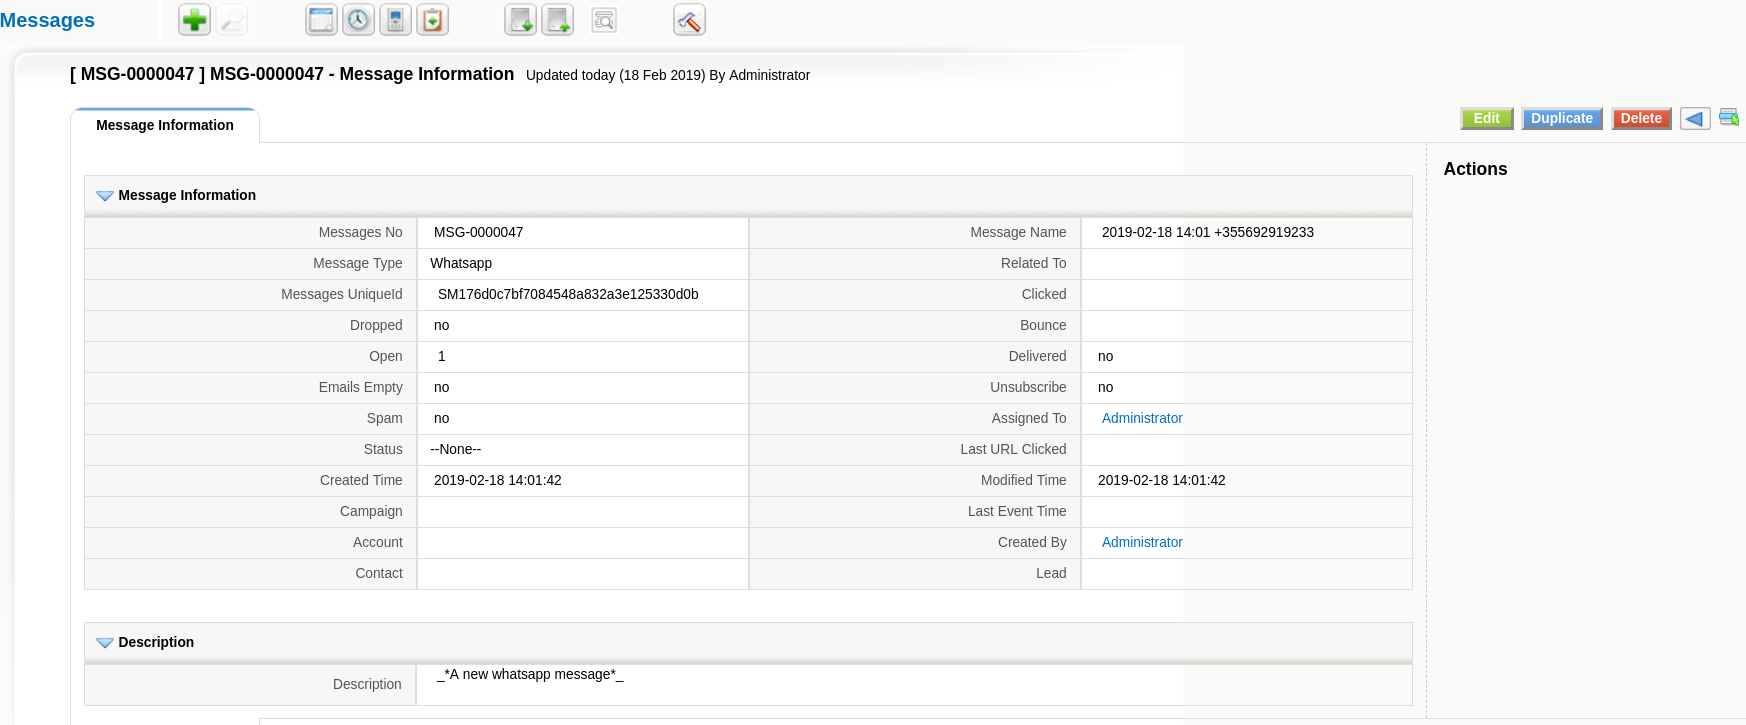 Messages
[ MSG-0000047 ] MSG-0000047 - Message Information Updated today (18 Feb 2019) By Administrator
Message Information
Edit Duplicate Delete
Actions
Message Information
Messages No MSG-0000047 Message Name 2019-02-18 14:01 +355692919233
Message Type Whatsapp Related To
Messages UniqueId SM176d0c7bf7084548a832a3e125330d0b Clicked
Dropped no Bounce
Open 1 Delivered no
Emails Empty no Unsubscribe no
Spam no Assigned To Administrator
Status --None-- Last URL Clicked
Created Time 2019-02-18 14:01:42 Modified Time 2019-02-18 14:01:42
Campaign Last Event Time
Account Created By Administrator
Contact Lead
Description
Description _*A new whatsapp message*_